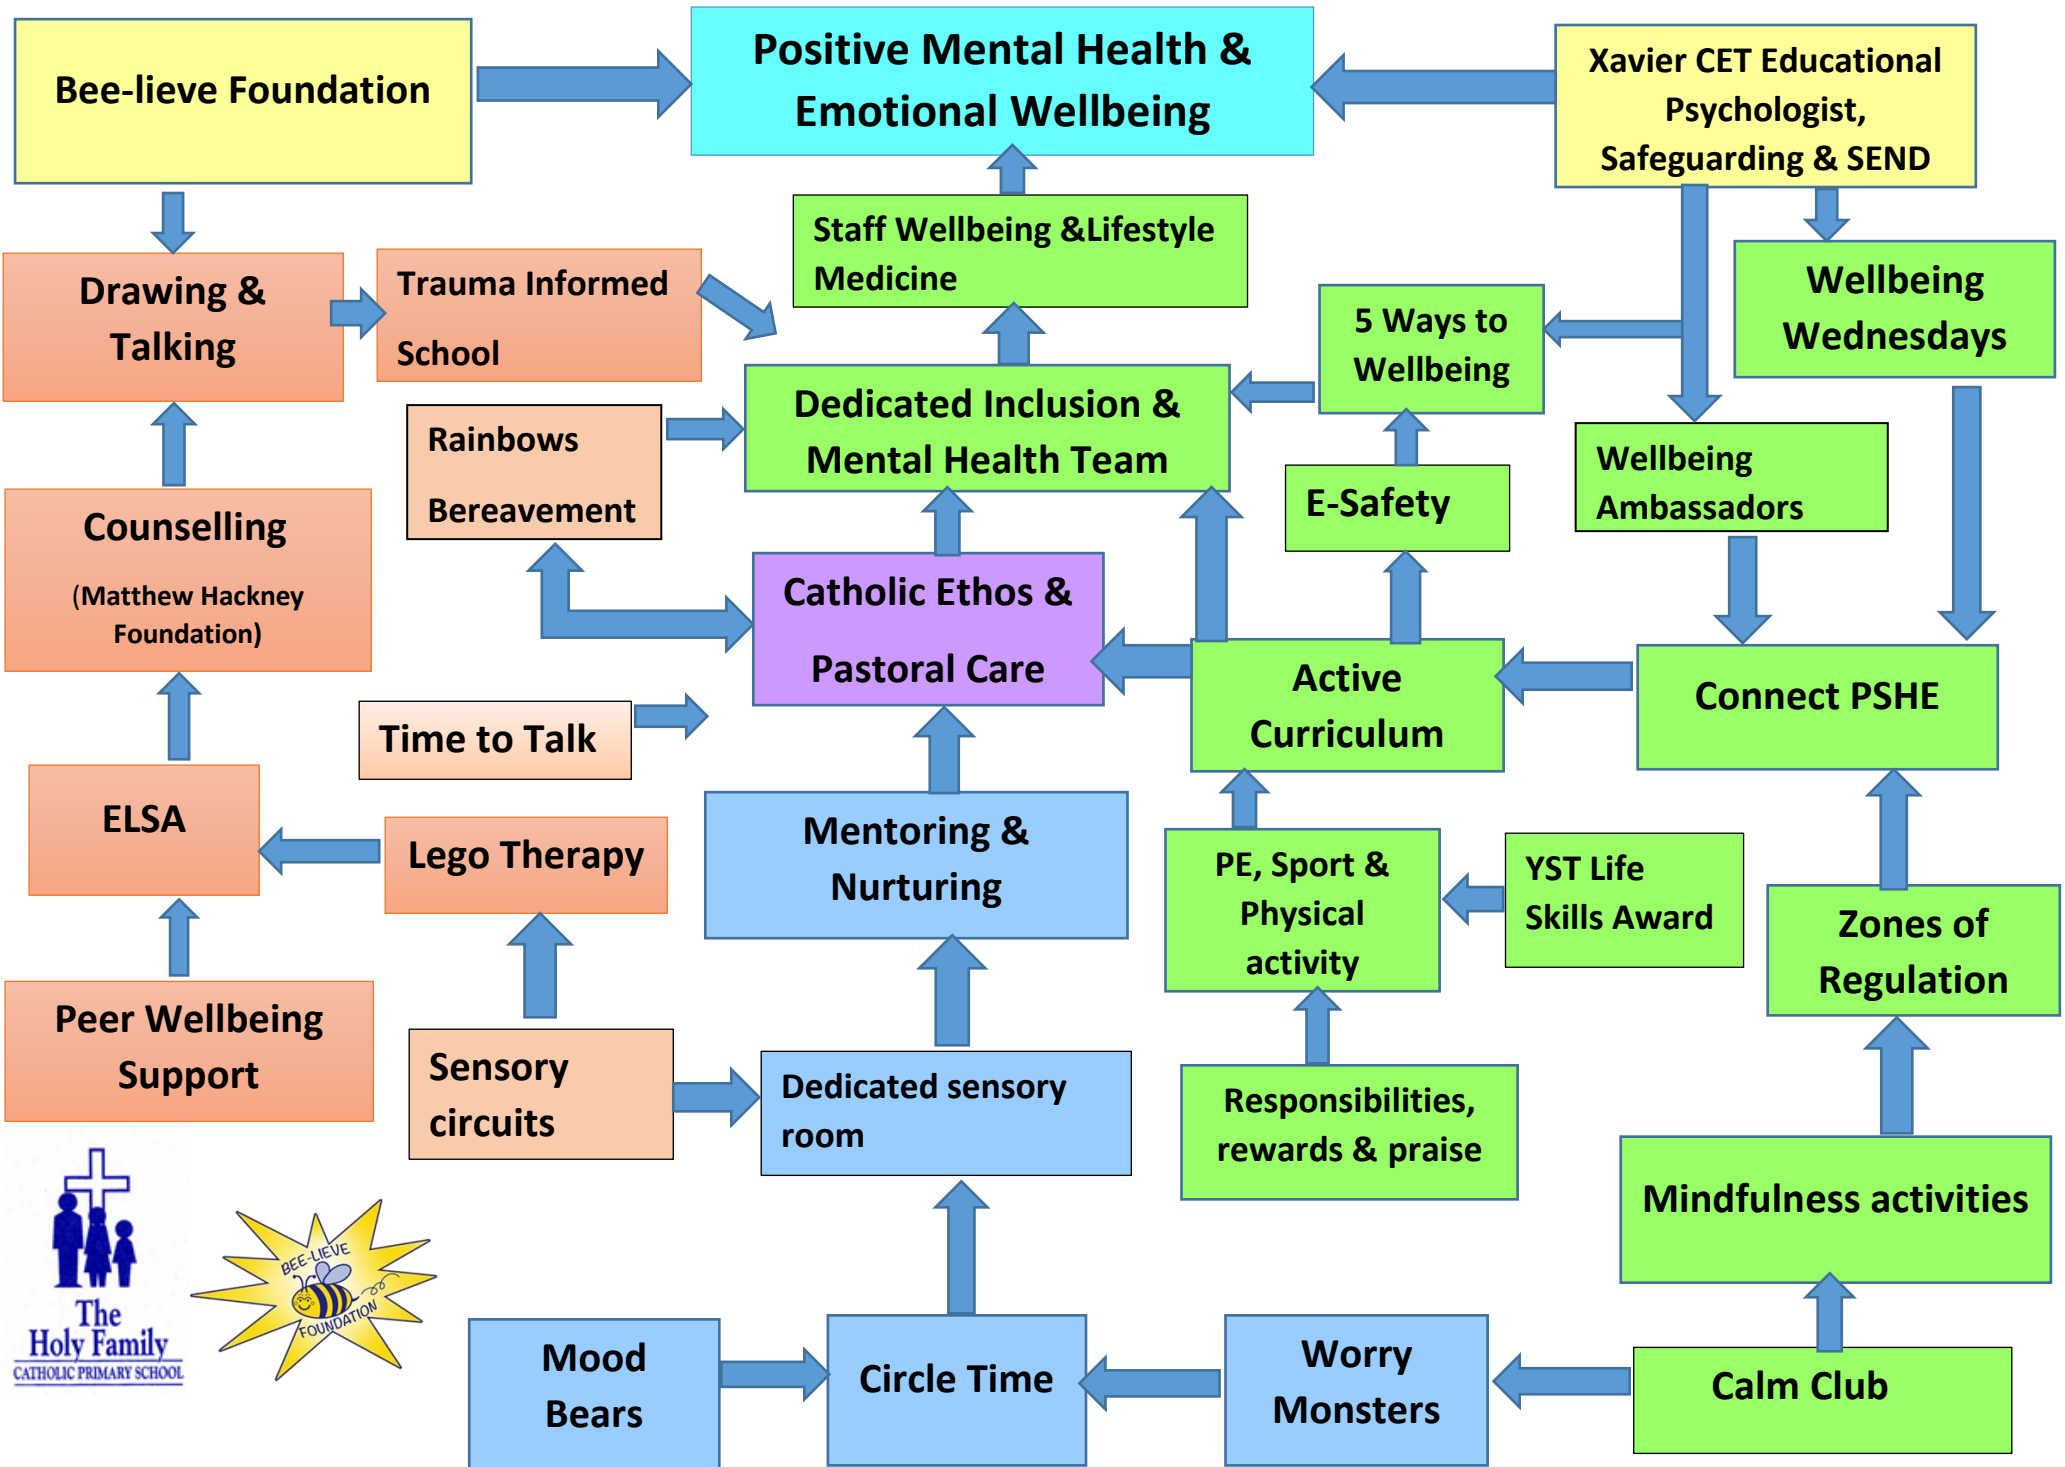 Bee-lieve Foundation
Positive Mental Health &
Emotional Wellbeing
Xavier CET Educational
Psychologist,
Safeguarding & SEND
Staff Wellbeing &Lifestyle
Medicine
Drawing &
Talking
Trauma Informed
School
5 Ways to
Wellbeing
Wellbeing
Wednesdays
Dedicated Inclusion &
Mental Health Team
Rainbows
Bereavement
E-Safety
Wellbeing
Ambassadors
Counselling
(Matthew Hackney
Foundation)
Catholic Ethos &
Pastoral Care
Active
Curriculum
Connect PSHE
Time to Talk
ELSA
Lego Therapy
Mentoring &
Nurturing
PE, Sport &
Physical
activity
YST Life
Skills Award
Zones of
Regulation
Peer Wellbeing
Support
Sensory
circuits
Dedicated sensory
room
Responsibilities,
rewards & praise
Mindfulness activities
The
Holy Family
CATHOLIC PRIMARY SCHOOL
BEE-LIEVE
FOUNDATION
Mood
Bears
Circle Time
Worry
Monsters
Calm Club